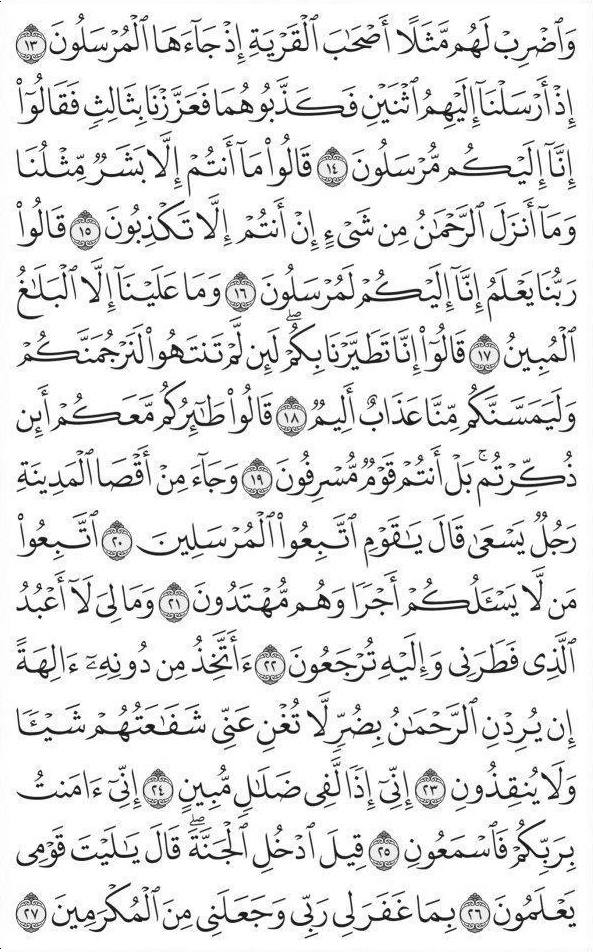 وَٱضْرِبْ لَهُم مَّثَلًا أَصْحَٰبَ ٱلْقَرْيَةِ إِذْ جَآءَهَا ٱلْمُرْسَلُونَ ١٣
إِذْ أَرْسَلْنَآ إِلَيْهِمُ ٱثْنَيْنِ فَكَذَّبُوهُمَا فَعَزَّزْنَا بِثَالِثٍ فَقَالُوٓا۟
إِنَّآ إِلَيْكُم مُّرْسَلُونَ ١٤ قَالُوا۟ مَآ أَنتُمْ إِلَّا بَشَرٌ مِّثْلُنَا
وَمَآ أَنزَلَ ٱلرَّحْمَٰنُ مِن شَىْءٍ إِنْ أَنتُمْ إِلَّا تَكْذِبُونَ ١٥ قَالُوا۟
رَبُّنَا يَعْلَمُ إِنَّآ إِلَيْكُمْ لَمُرْسَلُونَ ١٦ وَمَا عَلَيْنَآ إِلَّا ٱلْبَلَٰغُ
ٱلْمُبِينُ ١٧ قَالُوٓا۟ إِنَّا تَطَيَّرْنَا بِكُمْ ۖ لَئِن لَّمْ تَنتَهُوا۟ لَنَرْجُمَنَّكُمْ
وَلَيَمَسَّنَّكُم مِّنَّا عَذَابٌ أَلِيمٌ ١٨ قَالُوا۟ طَٰٓئِرُكُم مَّعَكُمْ ۚ أَئِن
ذُكِّرْتُم ۚ بَلْ أَنتُمْ قَوْمٌ مُّسْرِفُونَ ١٩ وَجَآءَ مِنْ أَقْصَا ٱلْمَدِينَةِ
رَجُلٌ يَسْعَىٰ قَالَ يَٰقَوْمِ ٱتَّبِعُوا۟ ٱلْمُرْسَلِينَ ٢٠ ٱتَّبِعُوا۟
مَن لَّا يَسْـَٔلُكُمْ أَجْرًا وَهُم مُّهْتَدُونَ ٢١ وَمَا لِىَ لَآ أَعْبُدُ
ٱلَّذِى فَطَرَنِى وَإِلَيْهِ تُرْجَعُونَ ٢٢ ءَأَتَّخِذُ مِن دُونِهِۦٓ ءَالِهَةً
إِن يُرِدْنِ ٱلرَّحْمَٰنُ بِضُرٍّ لَّا تُغْنِ عَنِّى شَفَٰعَتُهُمْ شَيْـًٔا
وَلَا يُنقِذُونِ ٢٣ إِنِّىٓ إِذًا لَّفِى ضَلَٰلٍ مُّبِينٍ ٢٤ إِنِّىٓ ءَامَنتُ
بِرَبِّكُمْ فَٱسْمَعُونِ ٢٥ قِيلَ ٱدْخُلِ ٱلْجَنَّةَ ۖ قَالَ يَٰلَيْتَ قَوْمِى
يَعْلَمُونَ ٢٦ بِمَا غَفَرَ لِى رَبِّى وَجَعَلَنِى مِنَ ٱلْمُكْرَمِينَ ٢٧